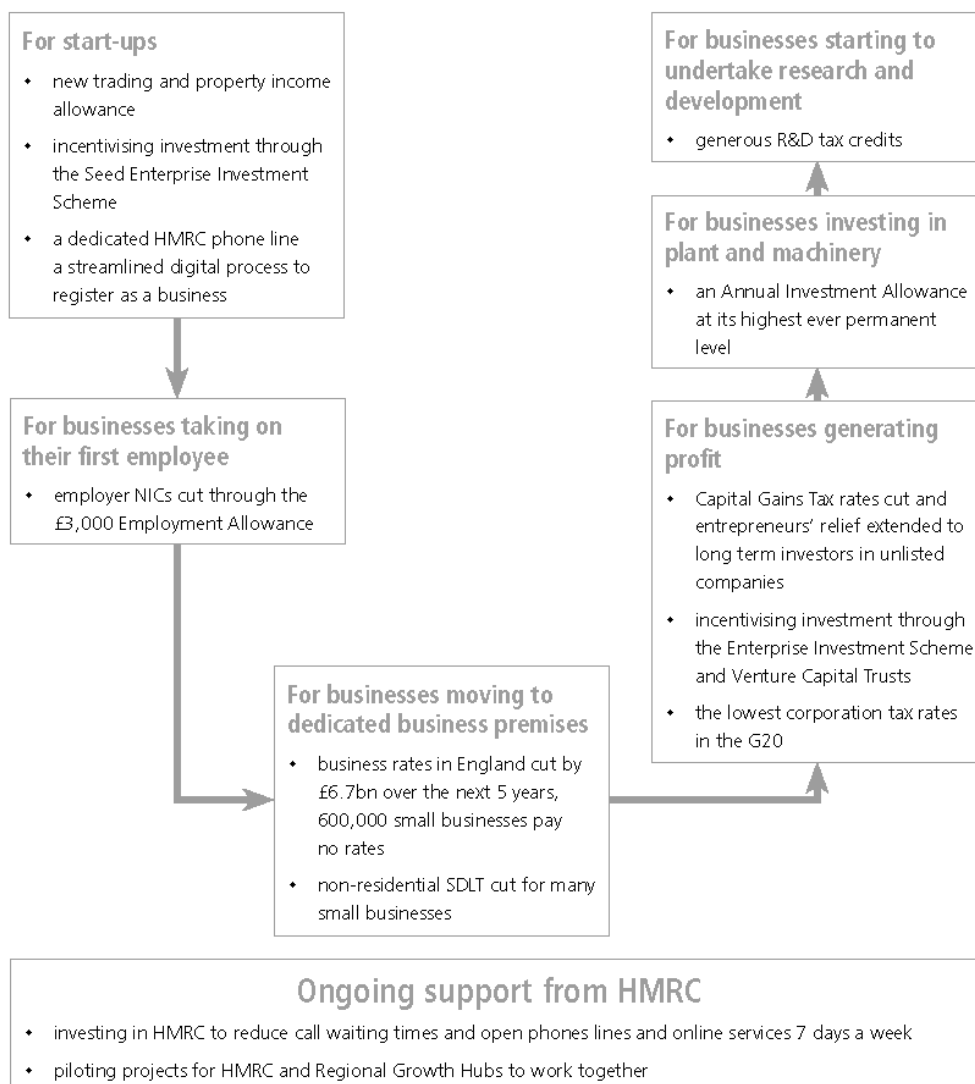 For start-ups
• new trading and property income
allowance
• incentivising investment through
the Seed Enterprise Investment
Scheme
• a dedicated HMRC phone line
a streamlined digital process to
register as a business
For businesses taking on
their first employee
• employer NICs cut through the
£3,000 Employment Allowance
For businesses moving to
dedicated business premises
• business rates in England cut by
£6.7bn over the next 5 years,
600,000 small businesses pay
no rates
• non-residential SDLT cut for many
small businesses
For businesses generating
profit
• Capital Gains Tax rates cut and
entrepreneurs’ relief extended to
long term investors in unlisted
companies
• incentivising investment through
the Enterprise Investment Scheme
and Venture Capital Trusts
• the lowest corporation tax rates
in the G20
For businesses investing in
plant and machinery
• an Annual Investment Allowance
at its highest ever permanent
level
For businesses starting to
undertake research and
development
• generous R&D tax credits
Ongoing support from HMRC
• investing in HMRC to reduce call waiting times and open phones lines and online services 7 days a week
• piloting projects for HMRC and Regional Growth Hubs to work together